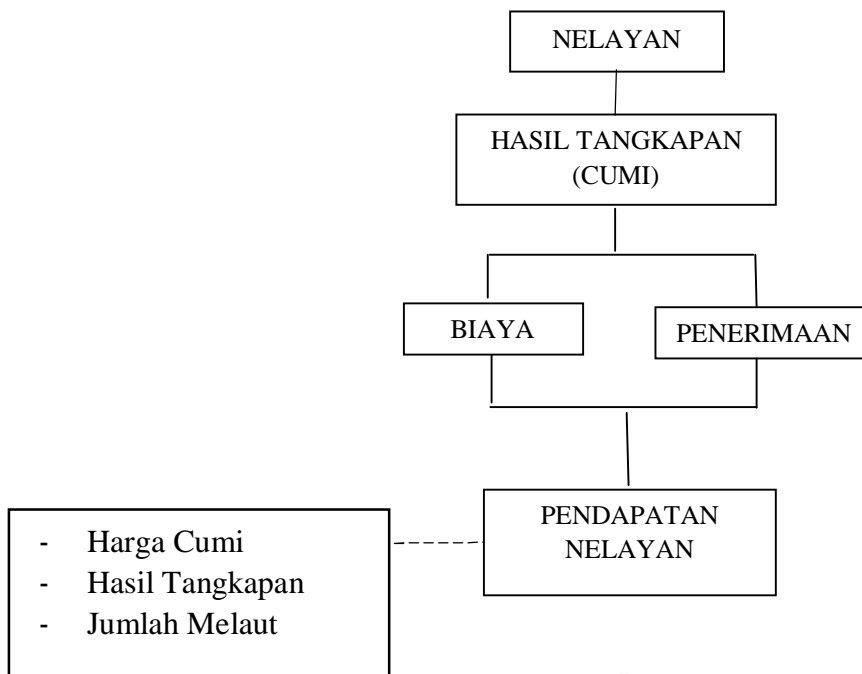 NELAYAN
HASIL TANGKAPAN
(CUMI)
BIAYA
PENERIMAAN
PENDAPATAN
NELAYAN
- Harga Cumi
- Hasil Tangkapan
- Jumlah Melaut